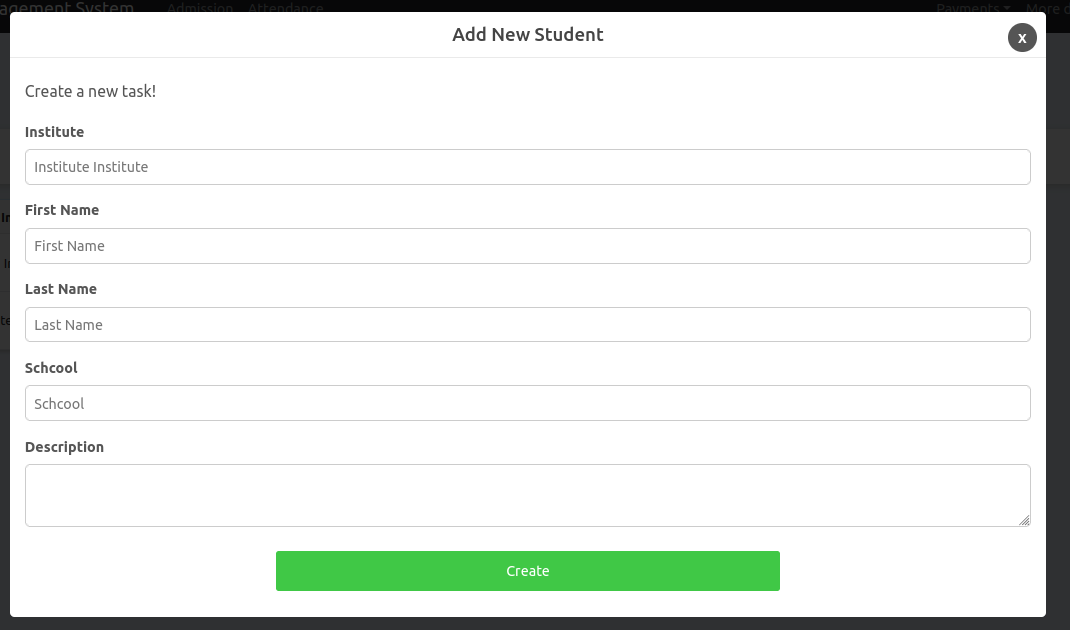 agement System Admission Attendance Payments More
Add New Student
X
Create a new task!
Institute
Institute Institute
First Name
First Name
Last Name
Last Name
Schcool
Schcool
Description
Create